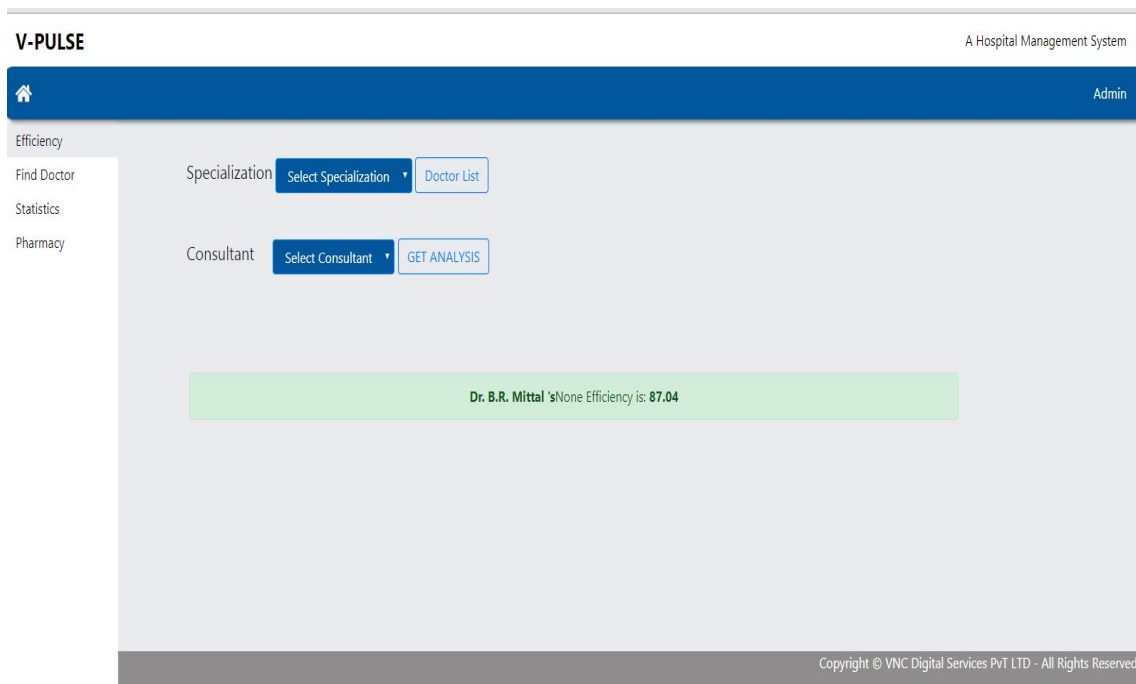 V-PULSE
A Hospital Management System
Admin
Efficiency
Find Doctor
Statistics
Pharmacy
Specialization Select Specialization Doctor List
Consultant Select Consultant GET ANALYSIS
Dr. B.R. Mittal 'sNone Efficiency is: 87.04
Copyright © VNC Digital Services PvT LTD - All Rights Reserved